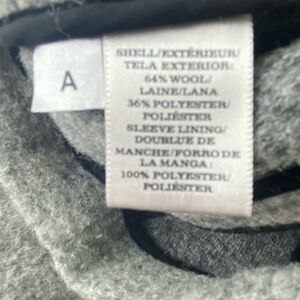 A
SHELL/EXTÉRIEUR/
TELA EXTERIOR:
64% WOOL/
LAINE/LANA
36% POLYESTER/
POLIÉSTER
SLEEVE LINING/
DOUBLUE DE
MANCHE/FORRO DE
LA MANGA:
100% POLYESTER/
POLIÉSTER